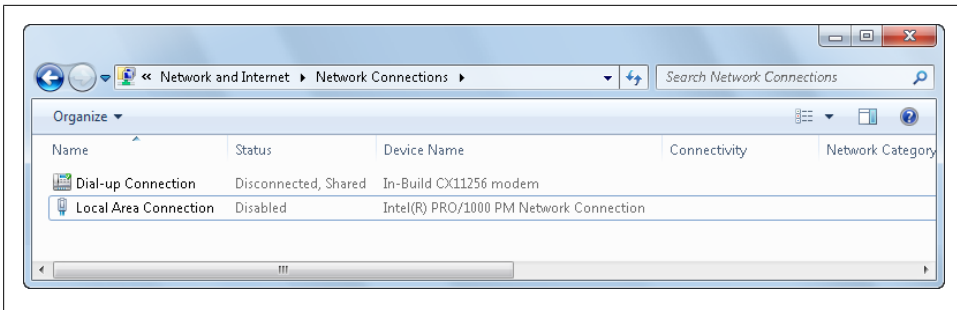 « Network and Internet ▸ Network Connections ▸ Search Network Connections
Organize
Name Status Device Name Connectivity Network Category
Dial-up Connection Disconnected, Shared In-Build CX11256 modem
Local Area Connection Disabled Intel(R) PRO/1000 PM Network Connection